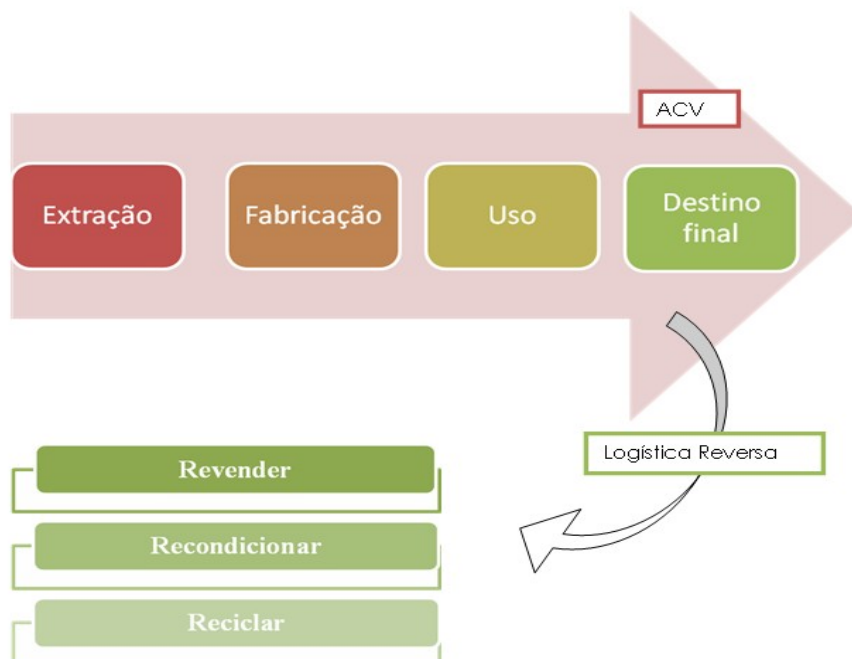 ACV
Extração
Fabricação
Uso
Destino
final
Logística Reversa
Revender
Recondicionar
Reciclar